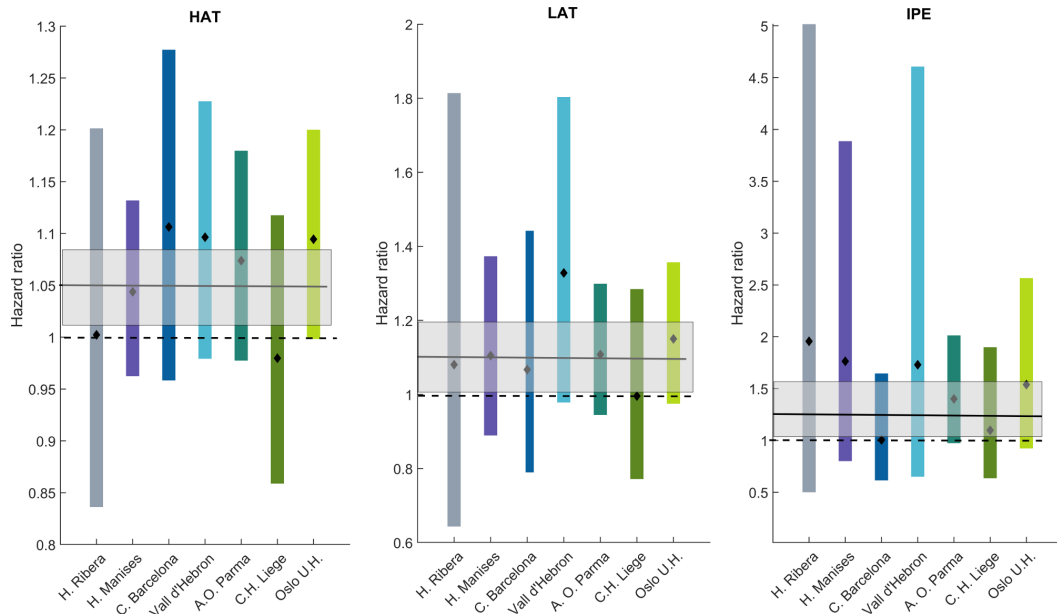 HAT
Hazard ratio
1.3
1.25
1.2
1.15
1.1
1.05
1
0.95
0.9
0.85
0.8
H. Ribera
H. Manises
C. Barcelona
Vall d'Hebron
A.O. Parma
C.H. Liege
Oslo U.H.
LAT
Hazard ratio
2
1.8
1.6
1.4
1.2
1
0.8
0.6
H. Ribera
H. Manises
C. Barcelona
Vall d'Hebron
A. O. Parma
C.H. Liege
Oslo U.H.
IPE
Hazard ratio
5
4.5
4
3.5
3
2.5
2
1.5
1
0.5
H. Ribera
H. Manises
C. Barcelona
Vall d'Hebron
A. O. Parma
C. H. Liege
Oslo U.H.